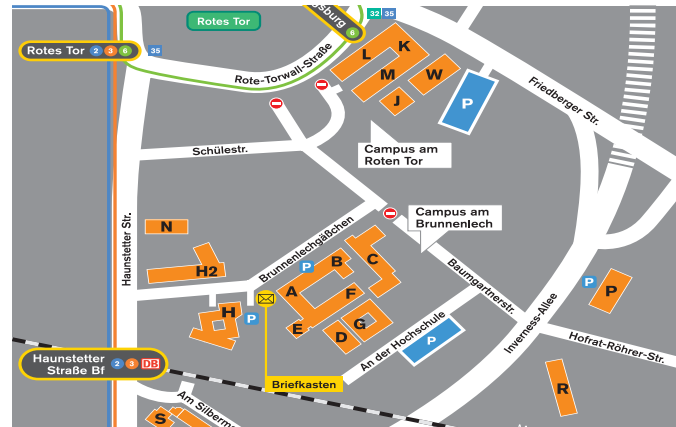 Rotes Tor
sburg
6
32 35
Rotes Tor 2 3 6
35
Rote-Torwall-Straße
K
L
M
W
J
P
Friedberger Str.
Schülestr.
Campus am
Roten Tor
Haunstetter Str.
N
Brunnenlechgäßchen
Campus am
Brunnenlech
H2
P
B
C
A
F
Baumgartnerstr.
P
P
H
P
E
D
G
An der Hochschule
P
Inverness-Allee
Hofrat-Röhrer-Str.
Haunstetter
Straße Bf
2 3 DB
Briefkasten
R
Am Silberm
S